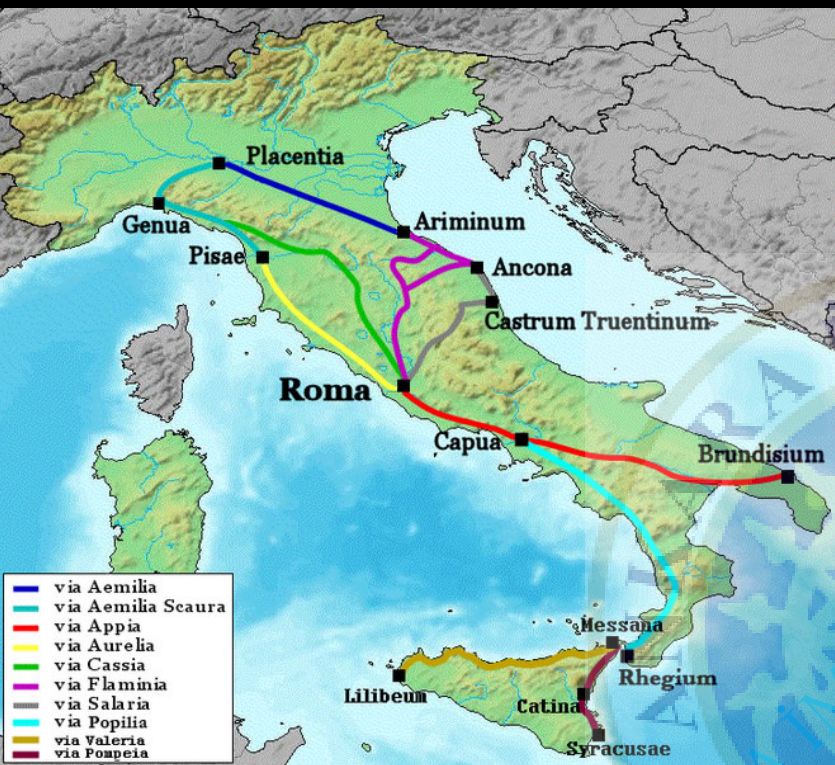 Placentia
Genua
Ariminum
Pisae
Ancona
Castrum Truentinum
Roma
Capua
Brundisium
via Aemilia
via Aemilia Scaura
via Appia
via Aurelia
via Cassia
via Flaminia
via Salaria
via Popilia
via Valeria
via Pompeia
Messana
Rhegium
Lilibeum
Catina
Syracusae